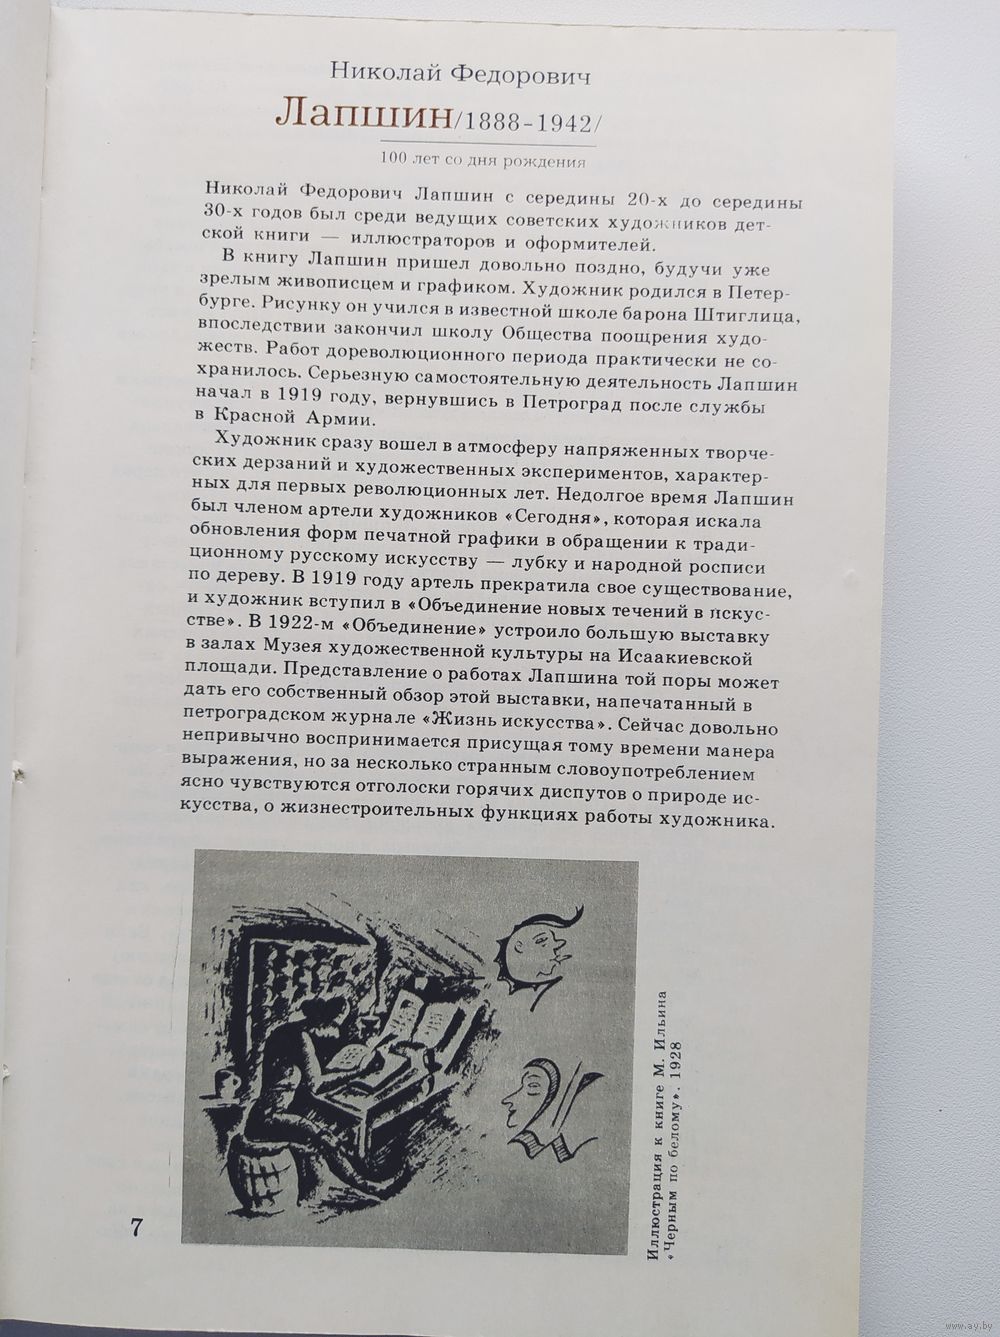 Николай Федорович
Лапшин/1888-1942/
100 лет со дня рождения
Николай Федорович Лапшин с середины 20-х до середины
30-х годов был среди ведущих советских художников дет-
ской книги — иллюстраторов и оформителей.
В книгу Лапшин пришел довольно поздно, будучи уже
зрелым живописцем и графиком. Художник родился в Петер-
бурге. Рисунку он учился в известной школе барона Штиглица,
впоследствии закончил школу Общества поощрения худо-
жеств. Работ дореволюционного периода практически не со-
хранилось. Серьезную самостоятельную деятельность Лапшин
начал в 1919 году, вернувшись в Петроград после службы
в Красной Армии.
Художник сразу вошел в атмосферу напряженных творче-
ских дерзаний и художественных экспериментов, характер-
ных для первых революционных лет. Недолгое время Лапшин
был членом артели художников «Сегодня», которая искала
обновления форм печатной графики в обращении к тради-
ционному русскому искусству — лубку и народной росписи
по дереву. В 1919 году артель прекратила свое существование,
и художник вступил в «Объединение новых течений в искус-
стве». В 1922-м «Объединение» устроило большую выставку
в залах Музея художественной культуры на Исаакиевской
площади. Представление о работах Лапшина той поры может
дать его собственный обзор этой выставки, напечатанный в
петроградском журнале «Жизнь искусства». Сейчас довольно
непривычно воспринимается присущая тому времени манера
выражения, но за несколько странным словоупотреблением
ясно чувствуются отголоски горячих диспутов о природе ис-
кусства, о жизнестроительных функциях работы художника.
Иллюстрация к книге М. Ильина
«Черным по белому». 1928
7
www.ay.by